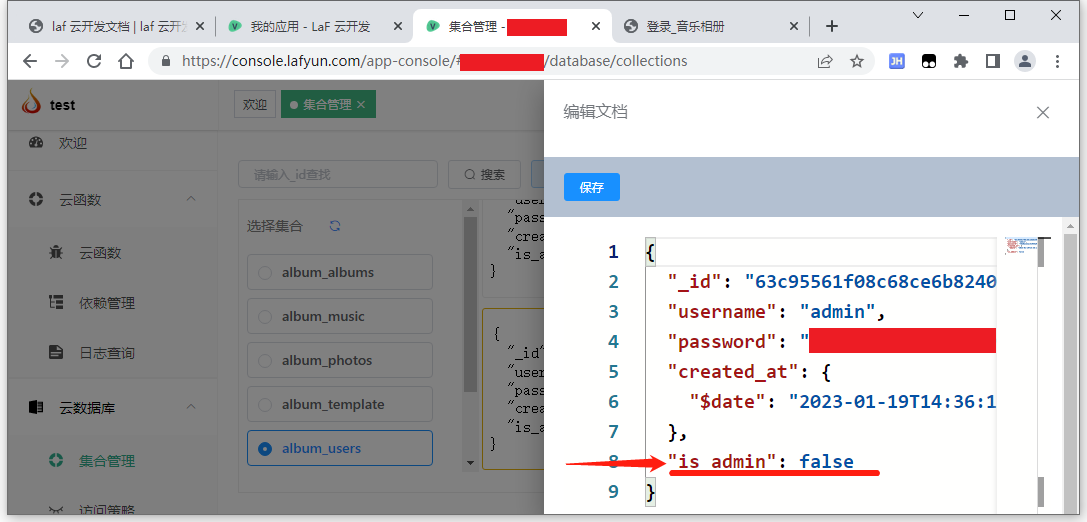 laf 云开发文档 | laf 云开
我的应用 - LaF 云开发
集合管理 -
登录_音乐相册
https://console.lafyun.com/app-console/#
/database/collections
JH
test
欢迎
集合管理
欢迎
云函数
云函数
依赖管理
日志查询
云数据库
集合管理
访问策略
请输入_id查找
搜索
选择集合
album_albums
album_music
album_photos
album_template
album_users
"user
"pass
"crea
"is_a
}
{
"_id"
"user
"pass
"crea
"is_a
}
编辑文档
保存
1 {
2 "_id": "63c95561f08c68ce6b8240
3 "username": "admin",
4 "password": "
5 "created_at": {
6 "$date": "2023-01-19T14:36:1
7 },
8 "is_admin": false
9 }